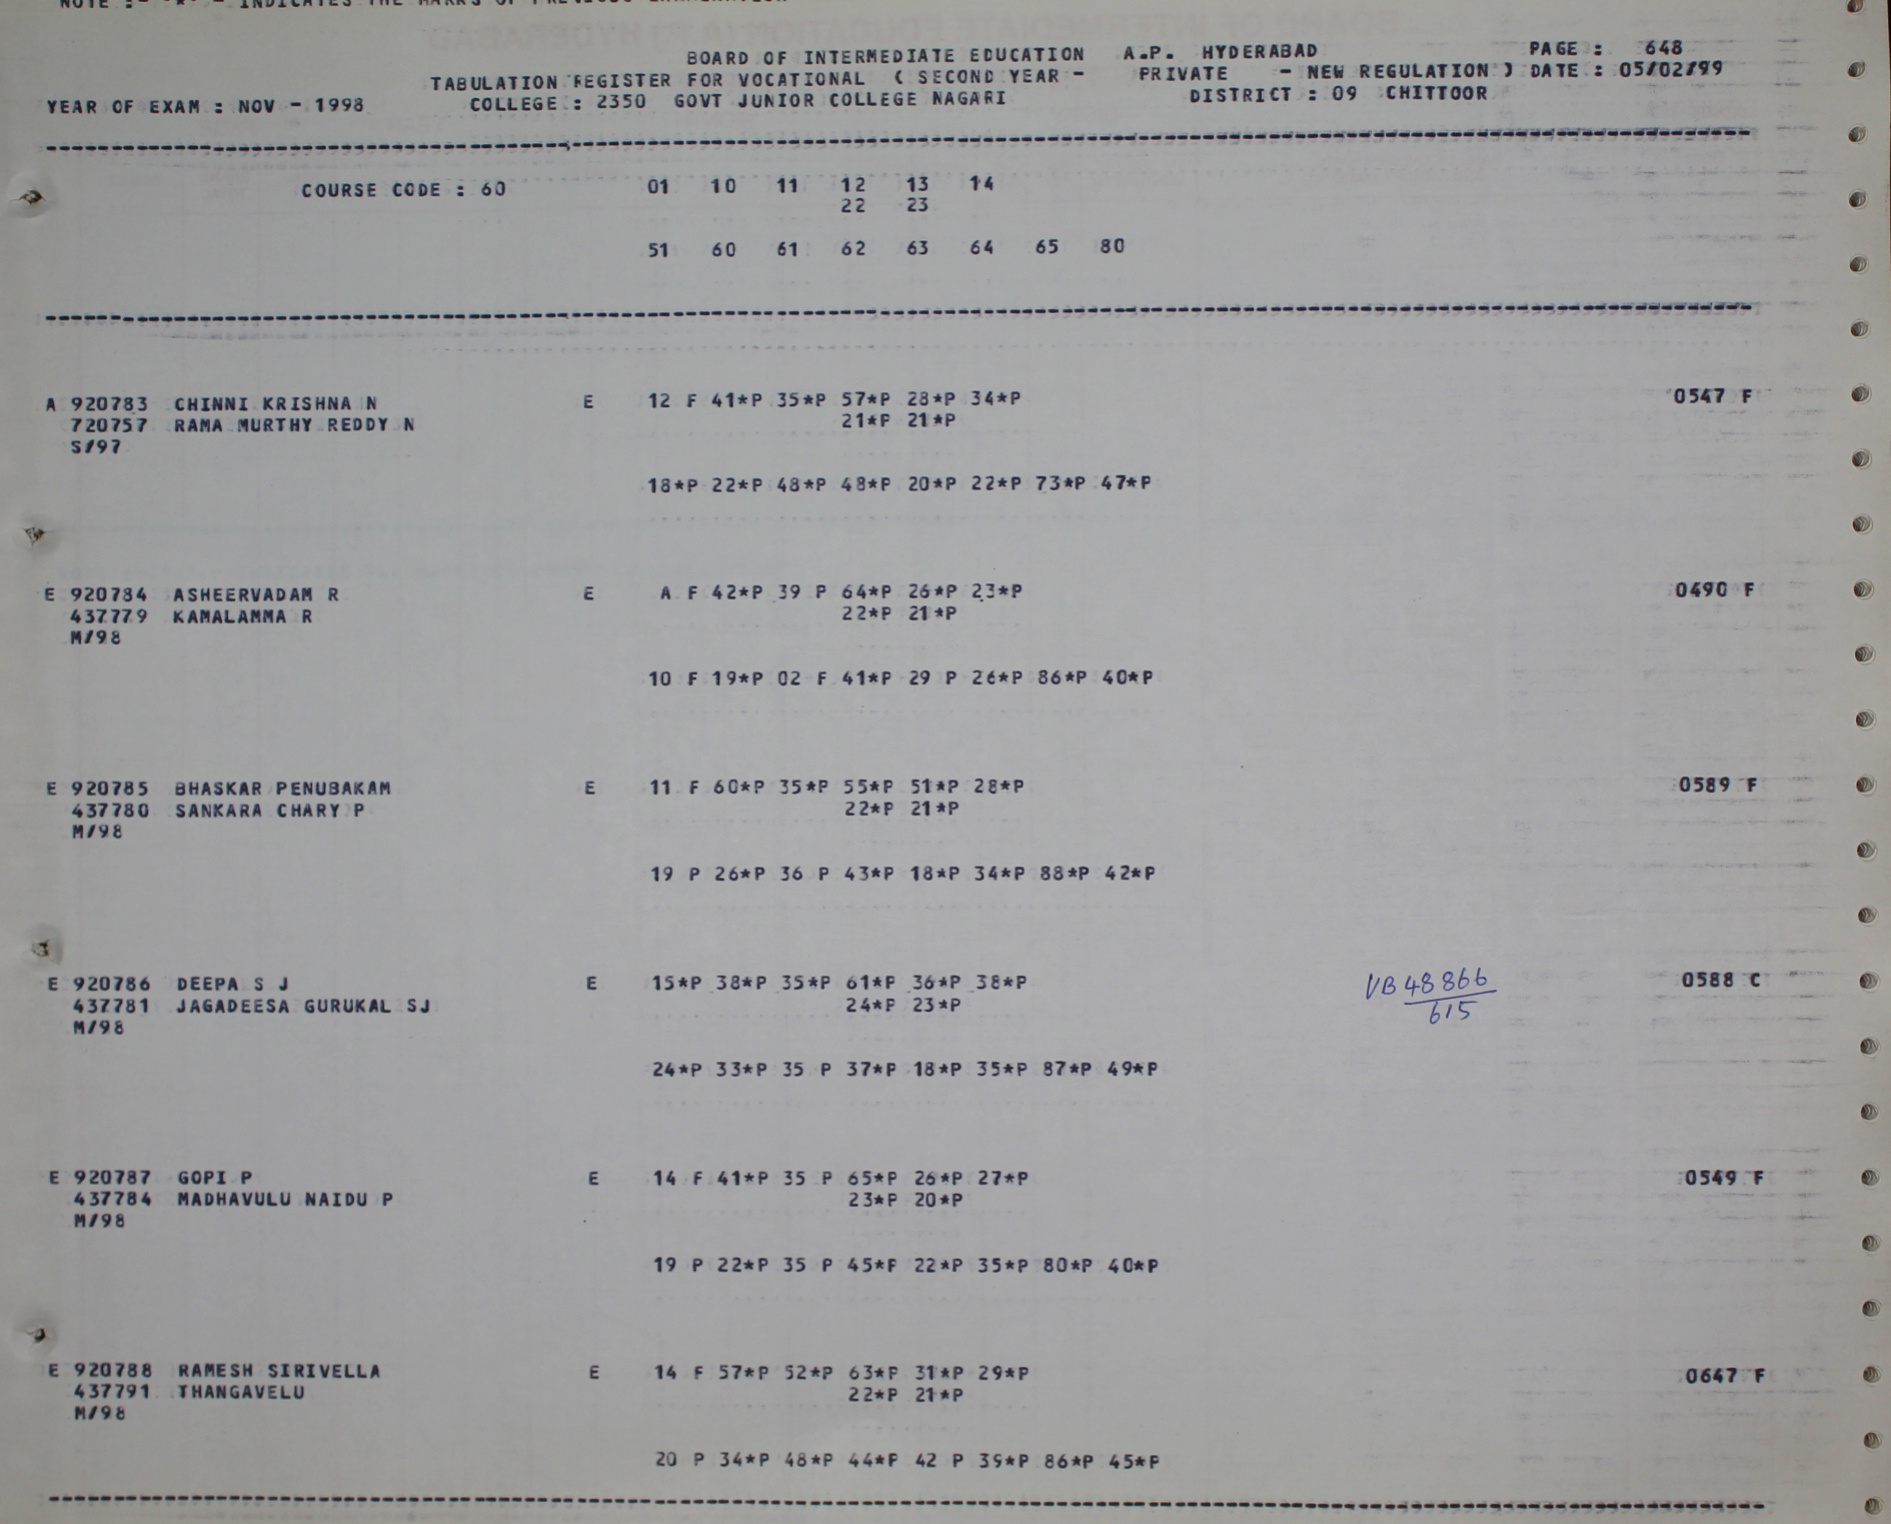 NOTE :- '*' - INDICATES THE MARKS OF PREVIOUS EXAMINATION
BOARD OF INTERMEDIATE EDUCATION A.P. HYDERABAD PAGE : 648
TABULATION REGISTER FOR VOCATIONAL ( SECOND YEAR - PRIVATE - NEW REGULATION ) DATE : 05/02/99
YEAR OF EXAM : NOV - 1998 COLLEGE : 2350 GOVT JUNIOR COLLEGE NAGARI DISTRICT : 09 CHITTOOR
COURSE CODE : 60 01 10 11 12 13 14
22 23
51 60 61 62 63 64 65 80
A 920783 CHINNI KRISHNA N E 12 F 41*P 35*P 57*P 28*P 34*P 0547 F
720757 RAMA MURTHY REDDY N 21*P 21*P
S/97
18*P 22*P 48*P 48*P 20*P 22*P 73*P 47*P
E 920784 ASHEERVADAM R E A F 42*P 39 P 64*P 26*P 23*P 0490 F
437779 KAMALAMMA R 22*P 21*P
M/98
10 F 19*P 02 F 41*P 29 P 26*P 86*P 40*P
E 920785 BHASKAR PENUBAKAM E 11 F 60*P 35*P 55*P 51*P 28*P 0589 F
437780 SANKARA CHARY P 22*P 21*P
M/98
19 P 26*P 36 P 43*P 18*P 34*P 88*P 42*P
E 920786 DEEPA S J E 15*P 38*P 35*P 61*P 36*P 38*P VB 48866 0588 C
437781 JAGADEESA GURUKAL SJ 24*P 23*P 615
M/98
24*P 33*P 35 P 37*P 18*P 35*P 87*P 49*P
E 920787 GOPI P E 14 F 41*P 35 P 65*P 26*P 27*P 0549 F
437784 MADHAVULU NAIDU P 23*P 20*P
M/98
19 P 22*P 35 P 45*P 22*P 35*P 80*P 40*P
E 920788 RAMESH SIRIVELLA E 14 F 57*P 52*P 63*P 31*P 29*P 0647 F
437791 THANGAVELU 22*P 21*P
M/98
20 P 34*P 48*P 44*P 42 P 39*P 86*P 45*P